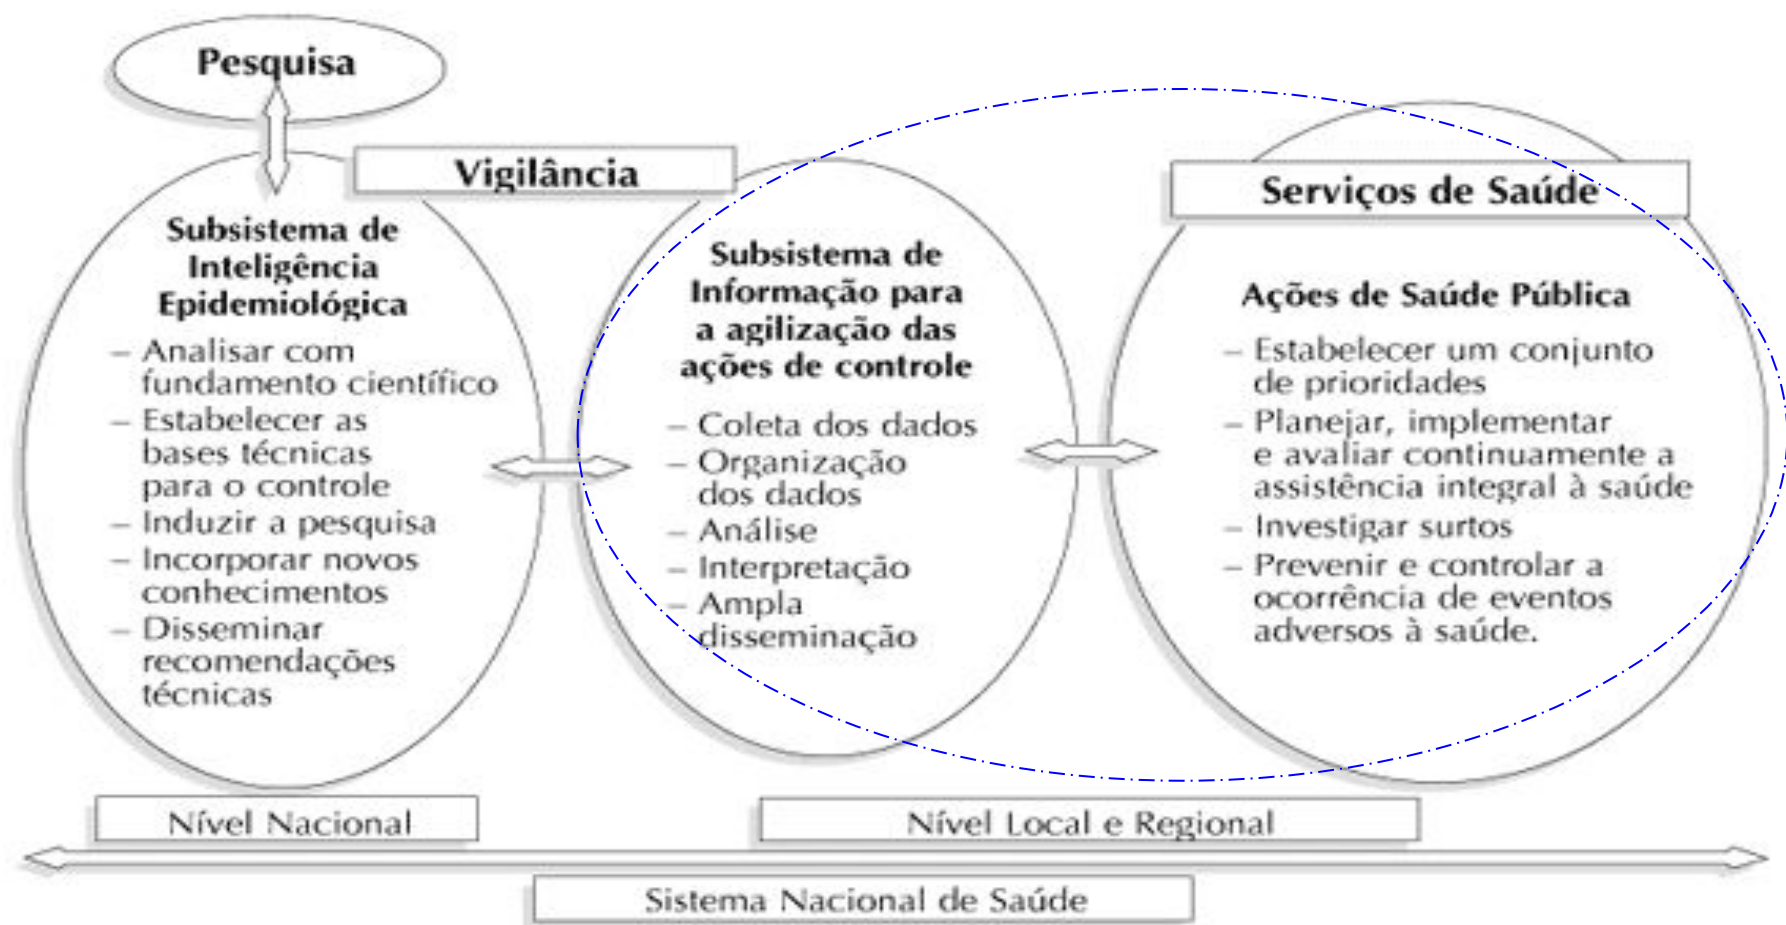 Pesquisa
Vigilância
Subsistema de
Inteligência
Epidemiológica
– Analisar com
fundamento científico
– Estabelecer as
bases técnicas
para o controle
– Induzir a pesquisa
– Incorporar novos
conhecimentos
– Disseminar
recomendações
técnicas
Subsistema de
Informação para
a agilização das
ações de controle
– Coleta dos dados
– Organização
dos dados
– Análise
– Interpretação
– Ampla
disseminação
Serviços de Saúde
Ações de Saúde Pública
– Estabelecer um conjunto
de prioridades
– Planejar, implementar
e avaliar continuamente a
assistência integral à saúde
– Investigar surtos
– Prevenir e controlar a
ocorrência de eventos
adversos à saúde.
Nível Nacional
Nível Local e Regional
Sistema Nacional de Saúde